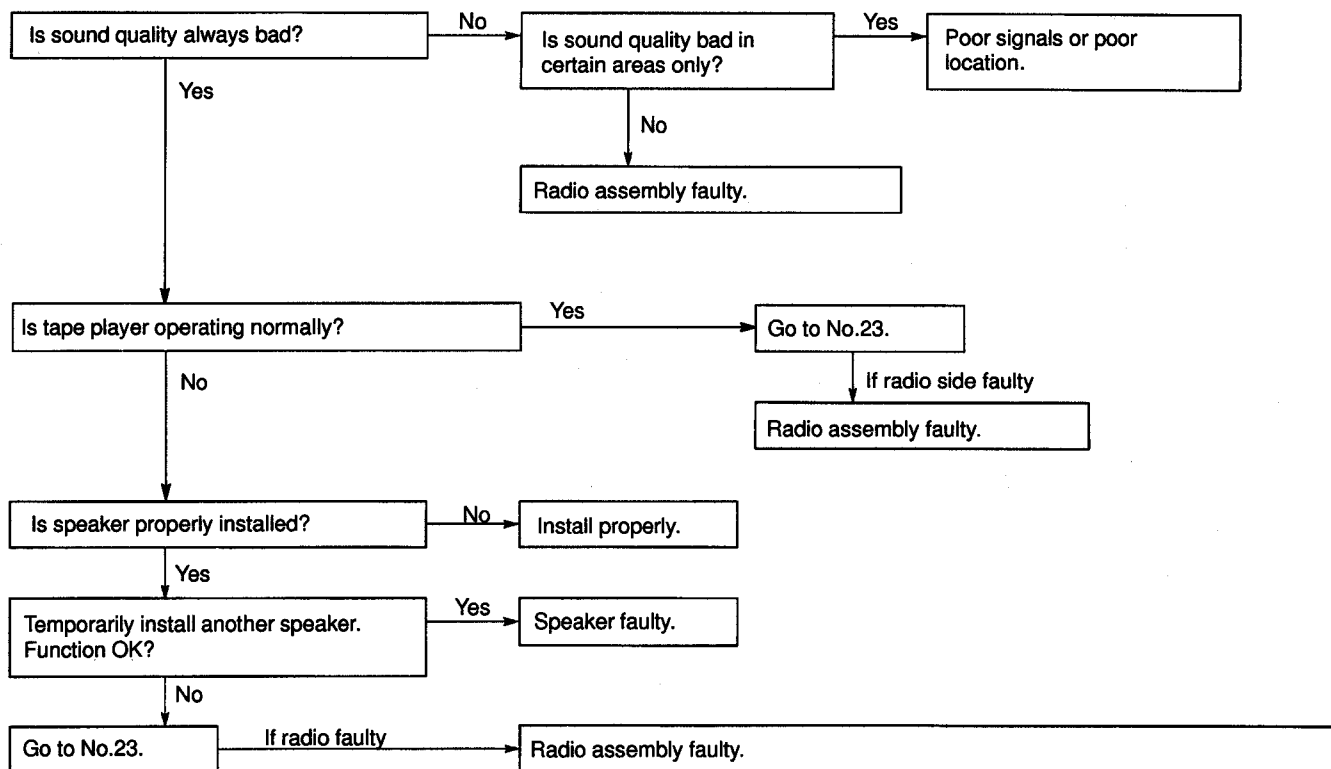 Is sound quality always bad?
No
Is sound quality bad in
certain areas only?
Yes
Poor signals or poor
location.
Yes
No
Radio assembly faulty.
Is tape player operating normally?
Yes
Go to No.23.
No
If radio side faulty
Radio assembly faulty.
Is speaker properly installed?
No
Install properly.
Yes
Temporarily install another speaker.
Function OK?
Yes
Speaker faulty.
No
Go to No.23.
If radio faulty
Radio assembly faulty.